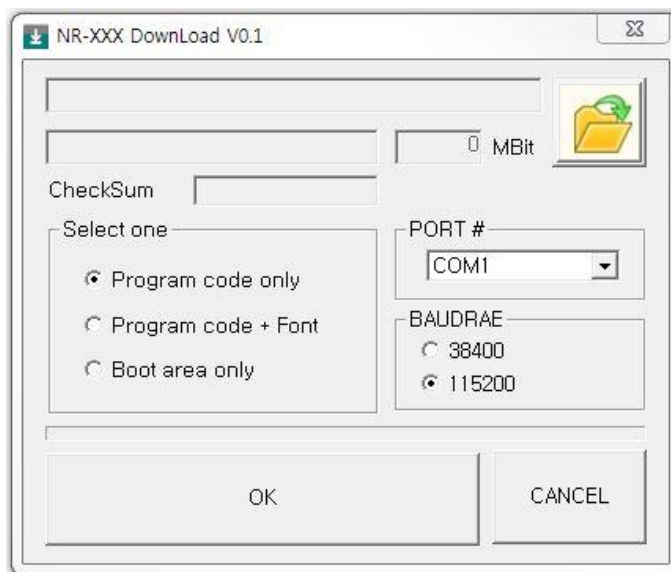 NR-XXX DownLoad V0.1
0 MBit
CheckSum
Select one
Program code only
Program code + Font
Boot area only
PORT #
COM1
BAUDRAE
38400
115200
OK
CANCEL